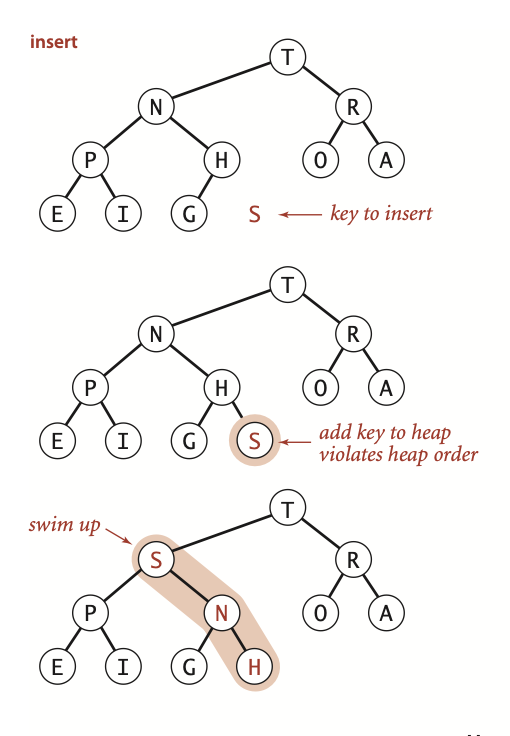 insert
T
N R
P H O A
E I G S key to insert
T
N R
P H O A
E I G S add key to heap
violates heap order
T
swim up
S R
P N O A
E I G H